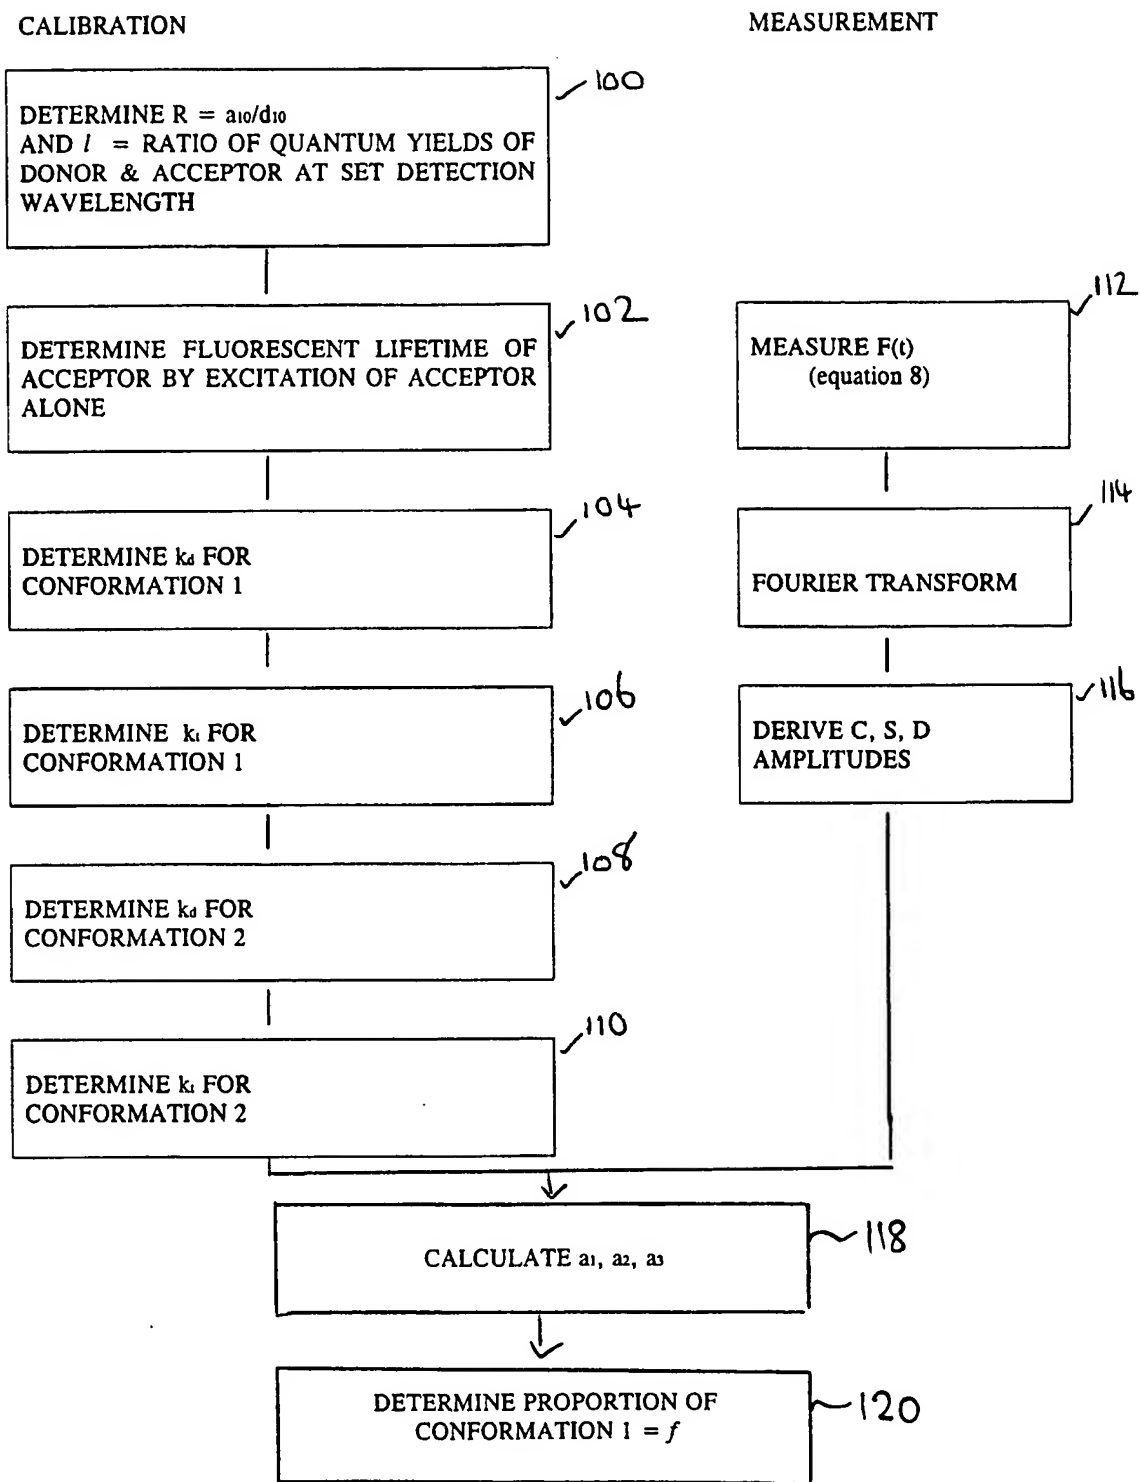 CALIBRATION
100
DETERMINE R = a10/d10
AND l = RATIO OF QUANTUM YIELDS OF
DONOR & ACCEPTOR AT SET DETECTION
WAVELENGTH
102
DETERMINE FLUORESCENT LIFETIME OF
ACCEPTOR BY EXCITATION OF ACCEPTOR
ALONE
104
DETERMINE kd FOR
CONFORMATION 1
106
DETERMINE kt FOR
CONFORMATION 1
108
DETERMINE kd FOR
CONFORMATION 2
110
DETERMINE kt FOR
CONFORMATION 2
MEASUREMENT
112
MEASURE F(t)
(equation 8)
114
FOURIER TRANSFORM
116
DERIVE C, S, D
AMPLITUDES
118
CALCULATE a1, a2, a3
120
DETERMINE PROPORTION OF
CONFORMATION 1 = f